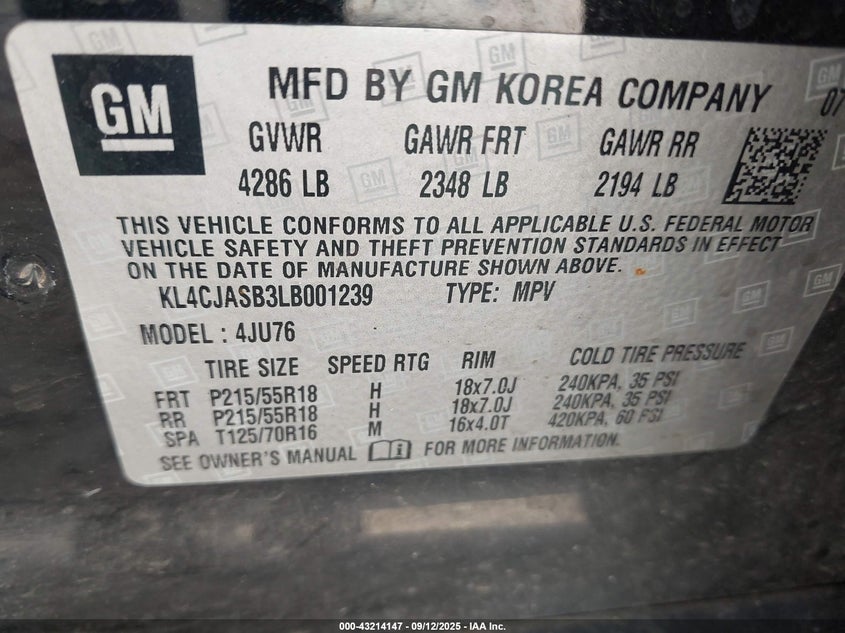 GM
MFD BY GM KOREA COMPANY 07
GVWR GAWR FRT GAWR RR
4286 LB 2348 LB 2194 LB
THIS VEHICLE CONFORMS TO ALL APPLICABLE U.S. FEDERAL MOTOR
VEHICLE SAFETY AND THEFT PREVENTION STANDARDS IN EFFECT
ON THE DATE OF MANUFACTURE SHOWN ABOVE.
KL4CJASB3LB001239 TYPE: MPV
MODEL : 4JU76
TIRE SIZE SPEED RTG RIM COLD TIRE PRESSURE
FRT P215/55R18 H 18x7.0J 240KPA, 35 PSI
RR P215/55R18 H 18x7.0J 240KPA, 35 PSI
SPA T125/70R16 M 16x4.0T 420KPA, 60 PSI
SEE OWNER'S MANUAL i FOR MORE INFORMATION.
000-43214147 - 09/12/2025 - IAA Inc.